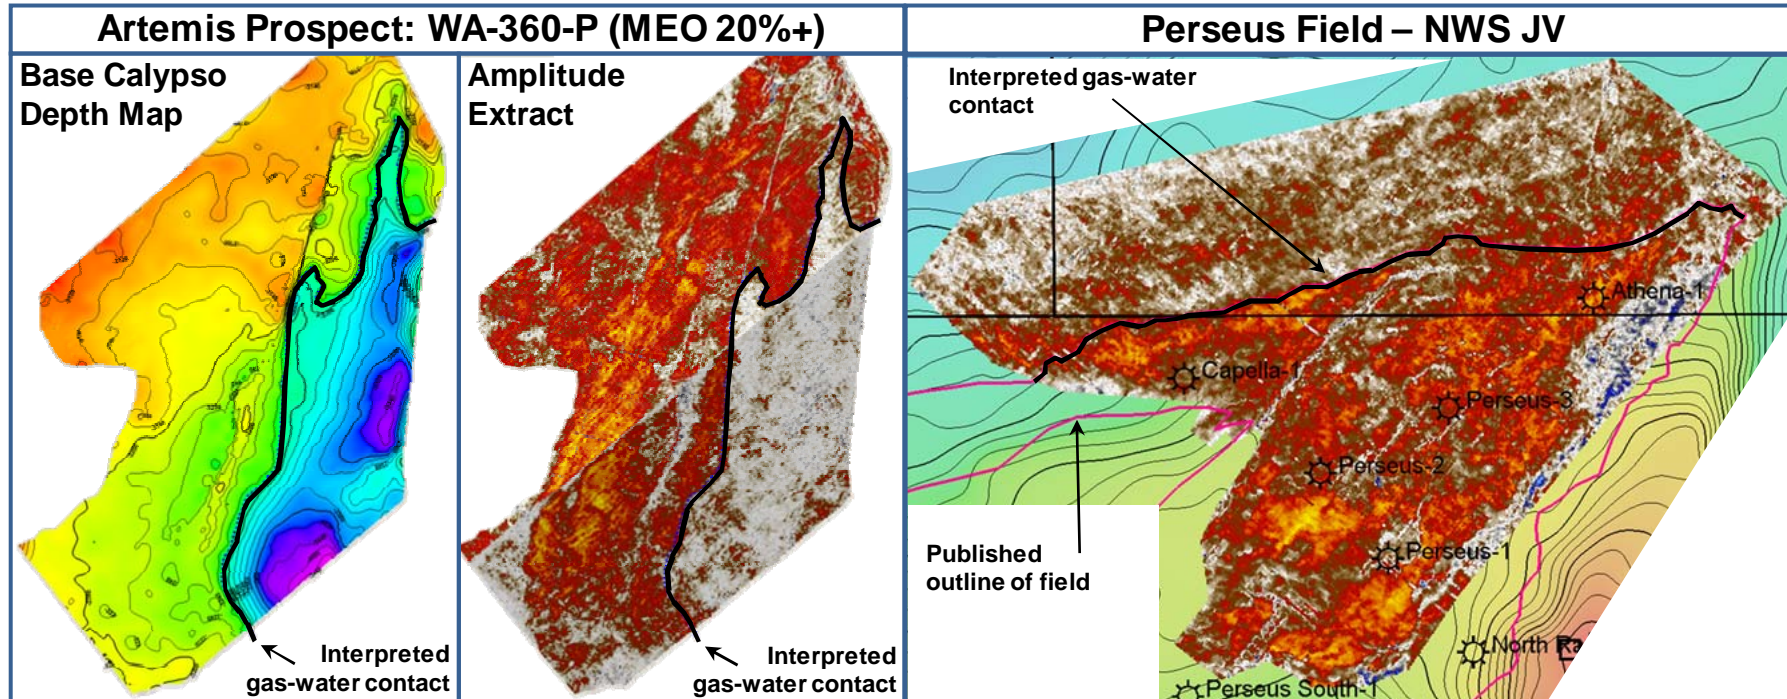 Artemis Prospect: WA-360-P (MEO 20%+)
Perseus Field – NWS JV
Base Calypso
Depth Map
Amplitude
Extract
Interpreted gas-water
contact
Athena-1
Capella-1
Perseus-3
Perseus-2
Perseus-1
Published
outline of field
North
Perseus South-1
Interpreted
gas-water contact
Interpreted
gas-water contact